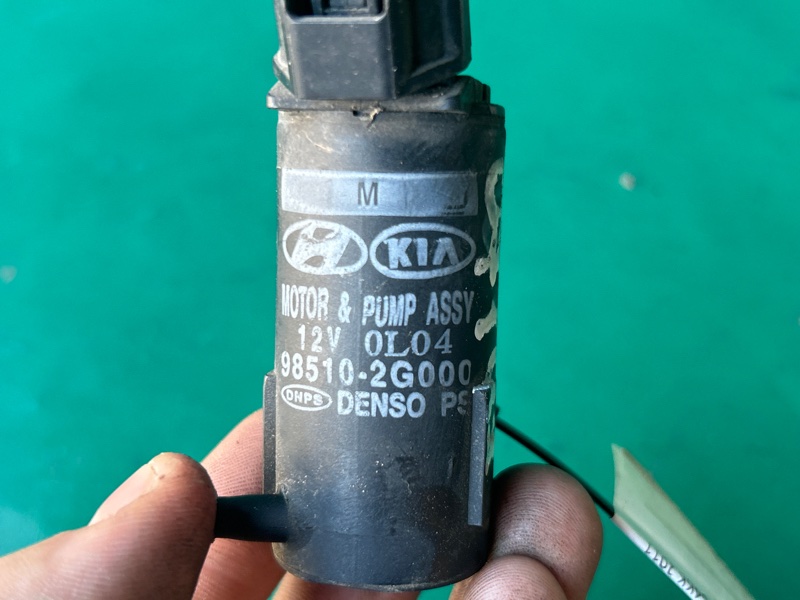 M
KIA
MOTOR & PUMP ASSY
12V 0L04
98510-2G000
DHPS DENSO PS